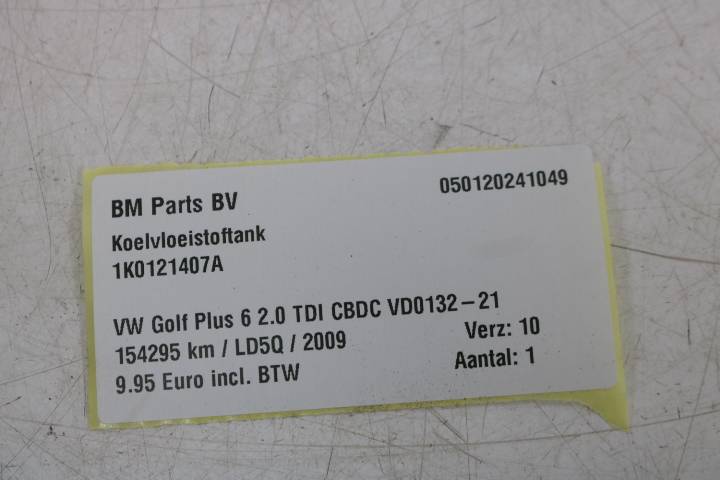 BM Parts BV 050120241049
Koelvloeistoftank
1K0121407A
VW Golf Plus 6 2.0 TDI CBDC VD0132-21
154295 km / LD5Q / 2009 Verz: 10
9.95 Euro incl. BTW Aantal: 1